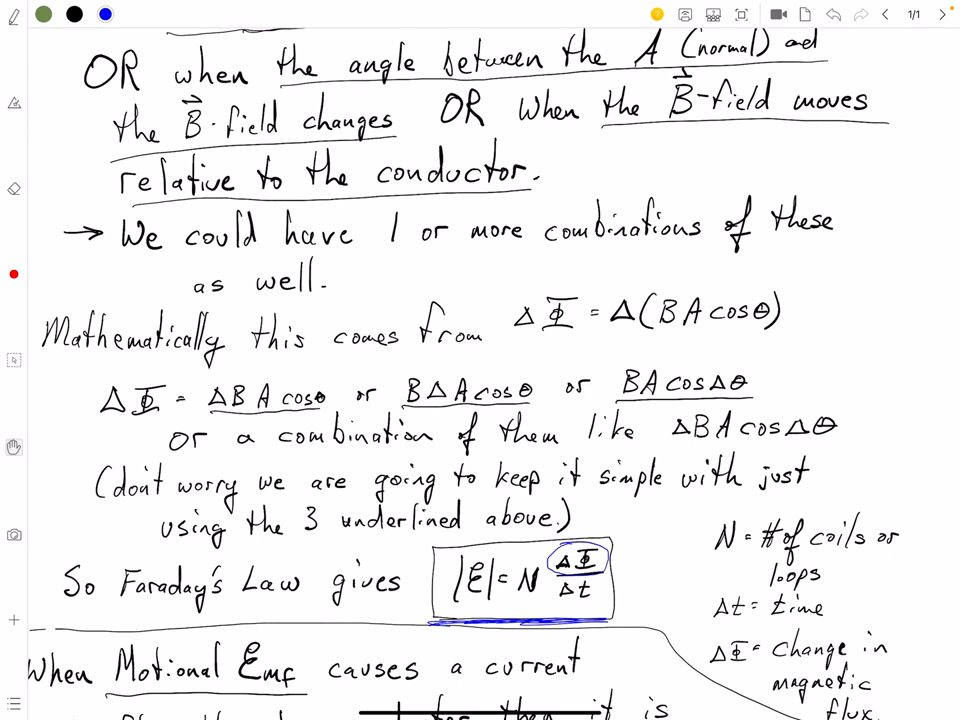 1/1
OR when the angle between the A (normal) and
the B-field changes OR when the B-field moves
relative to the conductor.
→ We could have 1 or more combinations of these
as well.
Mathematically this comes from ΔΦ = Δ(BAcosθ)
ΔΦ = ΔBAcosθ or BΔAcosθ or BAcosΔθ
or a combination of them like ΔBAcosΔθ
(don't worry we are going to keep it simple with just
using the 3 underlined above.)
So Faraday's Law gives |Ɛ| = N ΔΦ/Δt
N = # of coils or
loops
Δt = time
ΔΦ = change in
magnetic
flux.
When Motional Emf causes a current
it is